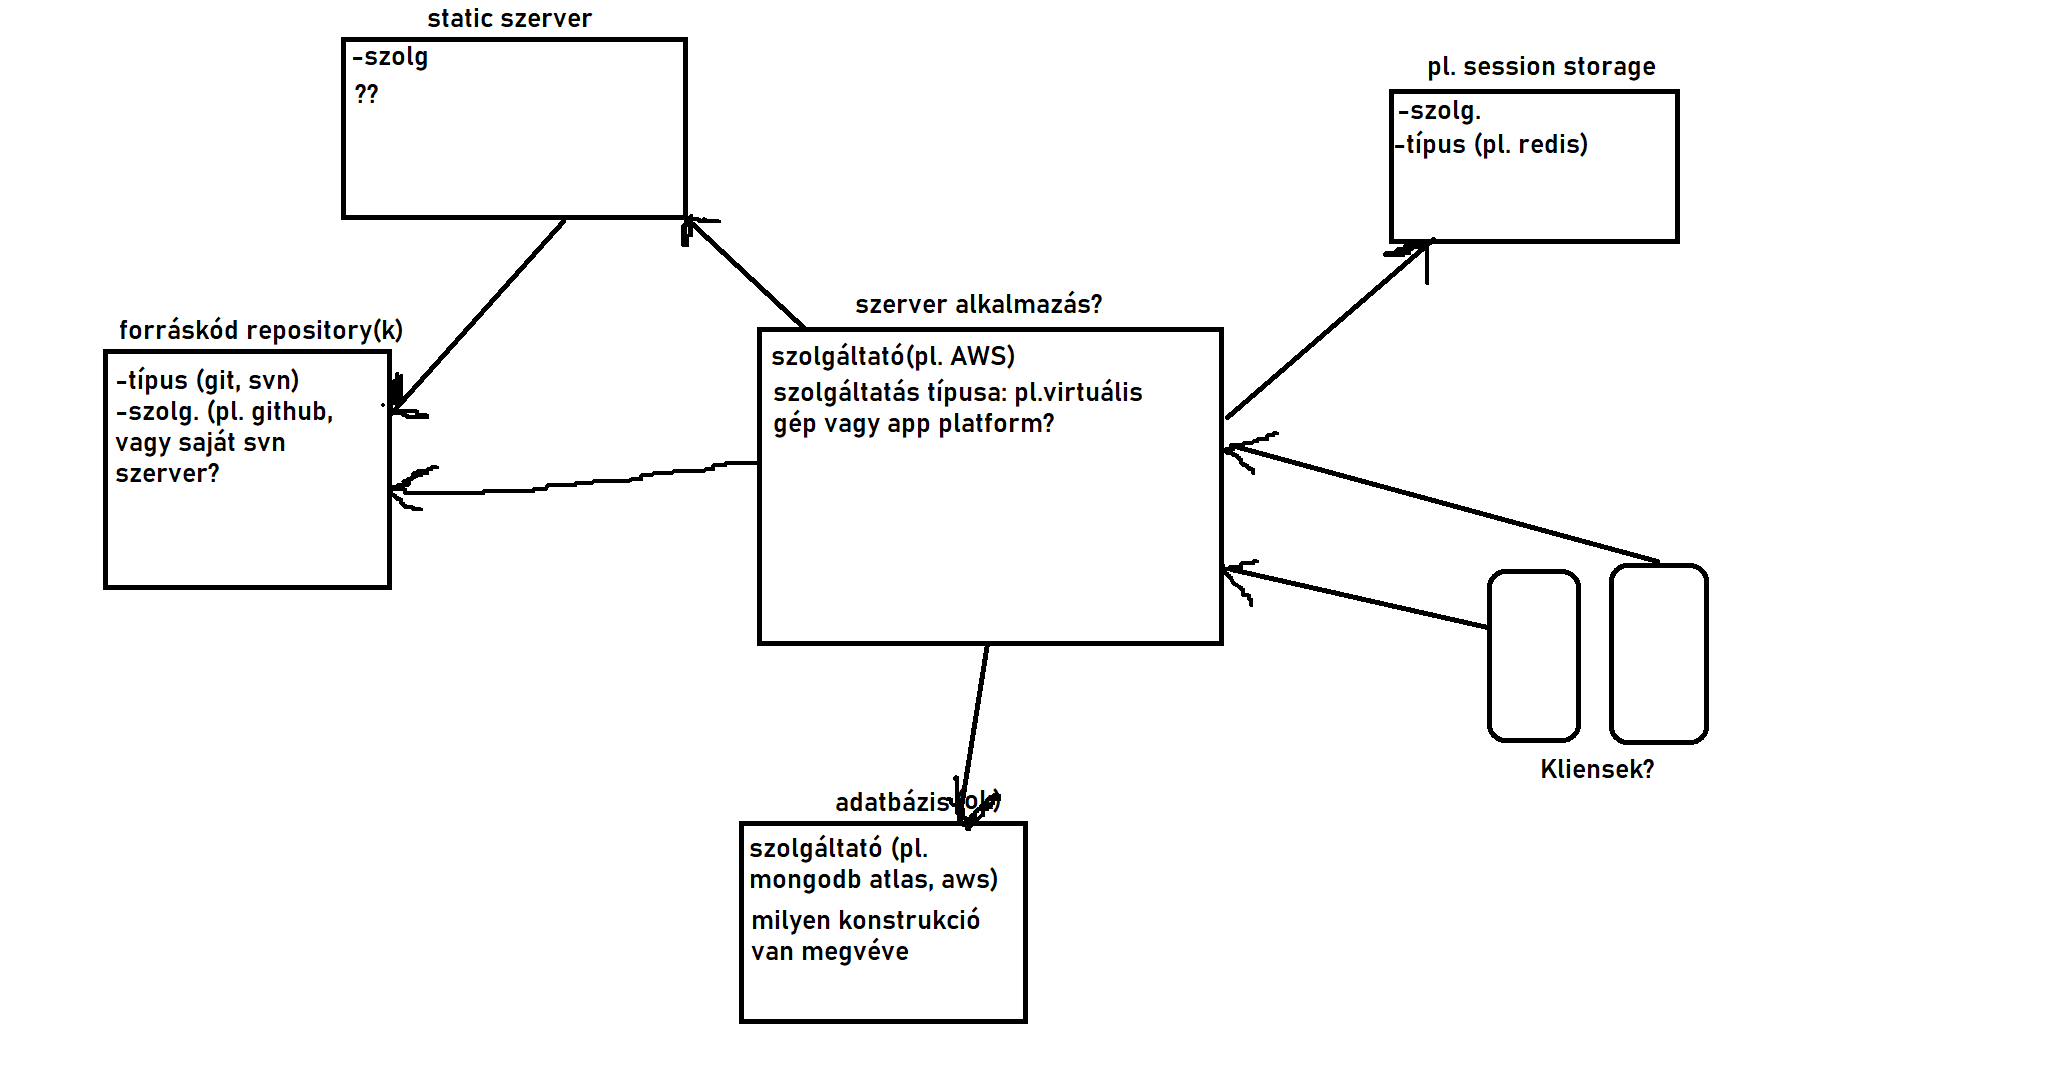 static szerver
-szolg
??
pl. session storage
-szolg.
-típus (pl. redis)
forráskód repository(k)
-típus (git, svn)
-szolg. (pl. github,
vagy saját svn
szerver?
szerver alkalmazás?
szolgáltató(pl. AWS)
szolgáltatás típusa: pl.virtuális
gép vagy app platform?
Kliensek?
adatbázis(ok)
szolgáltató (pl.
mongodb atlas, aws)
milyen konstrukció
van megvéve